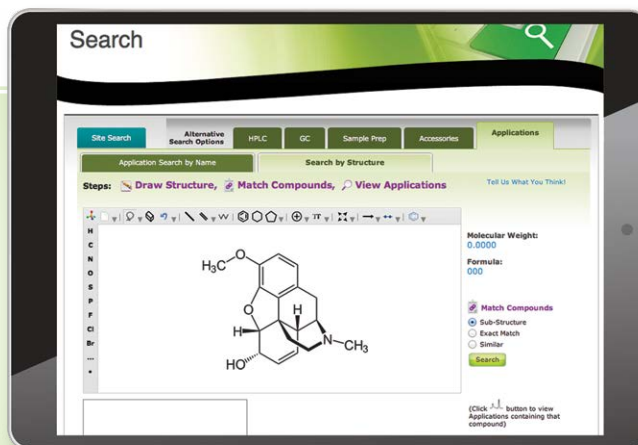 Search
Site Search
Alternative
Search Options
HPLC
GC
Sample Prep
Accessories
Applications
Application Search by Name
Search by Structure
Steps: Draw Structure, Match Compounds, View Applications
Tell Us What You Think!
H
C
N
O
S
P
F
Cl
Br
...
*
H₃C
O
O
H
H
N
CH₃
HO
Molecular Weight:
0.0000
Formula:
000
Match Compounds
Sub-Structure
Exact Match
Similar
Search
(Click button to view
Applications containing that
compound)